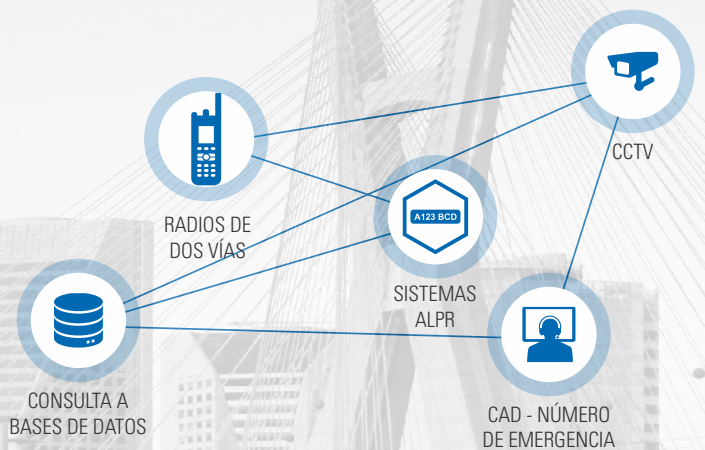 CCTV
RADIOS DE
DOS VÍAS
A123 BCD
SISTEMAS
ALPR
CONSULTA A
BASES DE DATOS
CAD - NÚMERO
DE EMERGENCIA